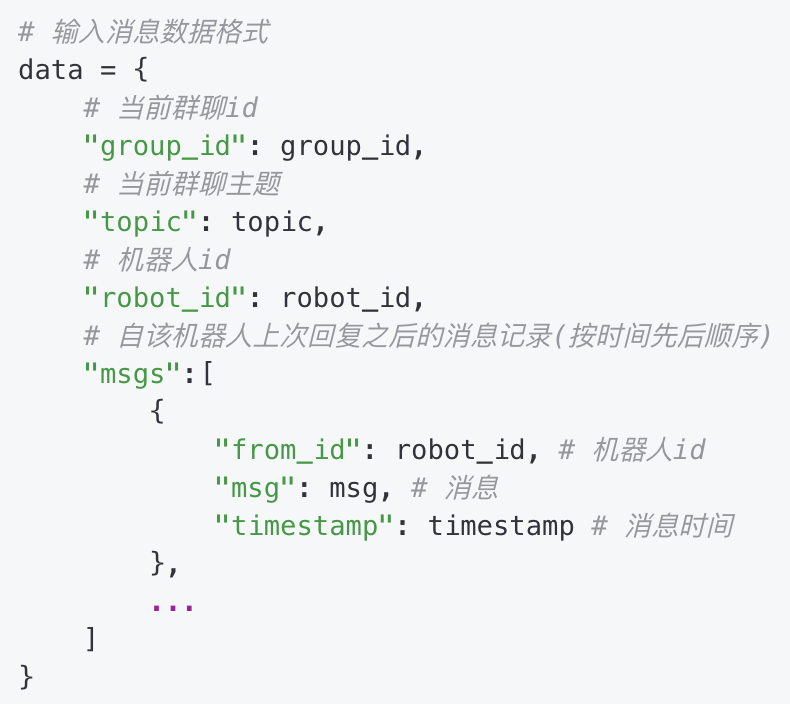 # 输入消息数据格式
data = {
    # 当前群聊id
    "group_id": group_id,
    # 当前群聊主题
    "topic": topic,
    # 机器人id
    "robot_id": robot_id,
    # 自该机器人上次回复之后的消息记录(按时间先后顺序)
    "msgs":[
        {
            "from_id": robot_id, # 机器人id
            "msg": msg, # 消息
            "timestamp": timestamp # 消息时间
        },
        ...
    ]
}